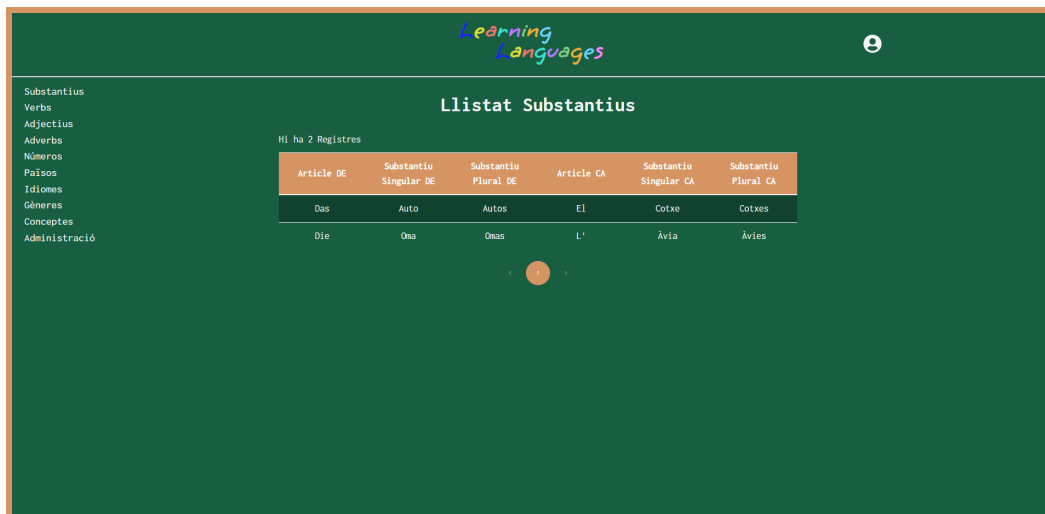 Learning
Languages
Substantius
Verbs
Adjectius
Adverbs
Números
Països
Idiomes
Gèneres
Conceptes
Administració
Llistat Substantius
Hi ha 2 Registres
Article DE Substantiu Singular DE Substantiu Plural DE Article CA Substantiu Singular CA Substantiu Plural CA
Das Auto Autos El Cotxe Cotxes
Die Oma Omas L' Àvia Àvies
‹ 1 ›